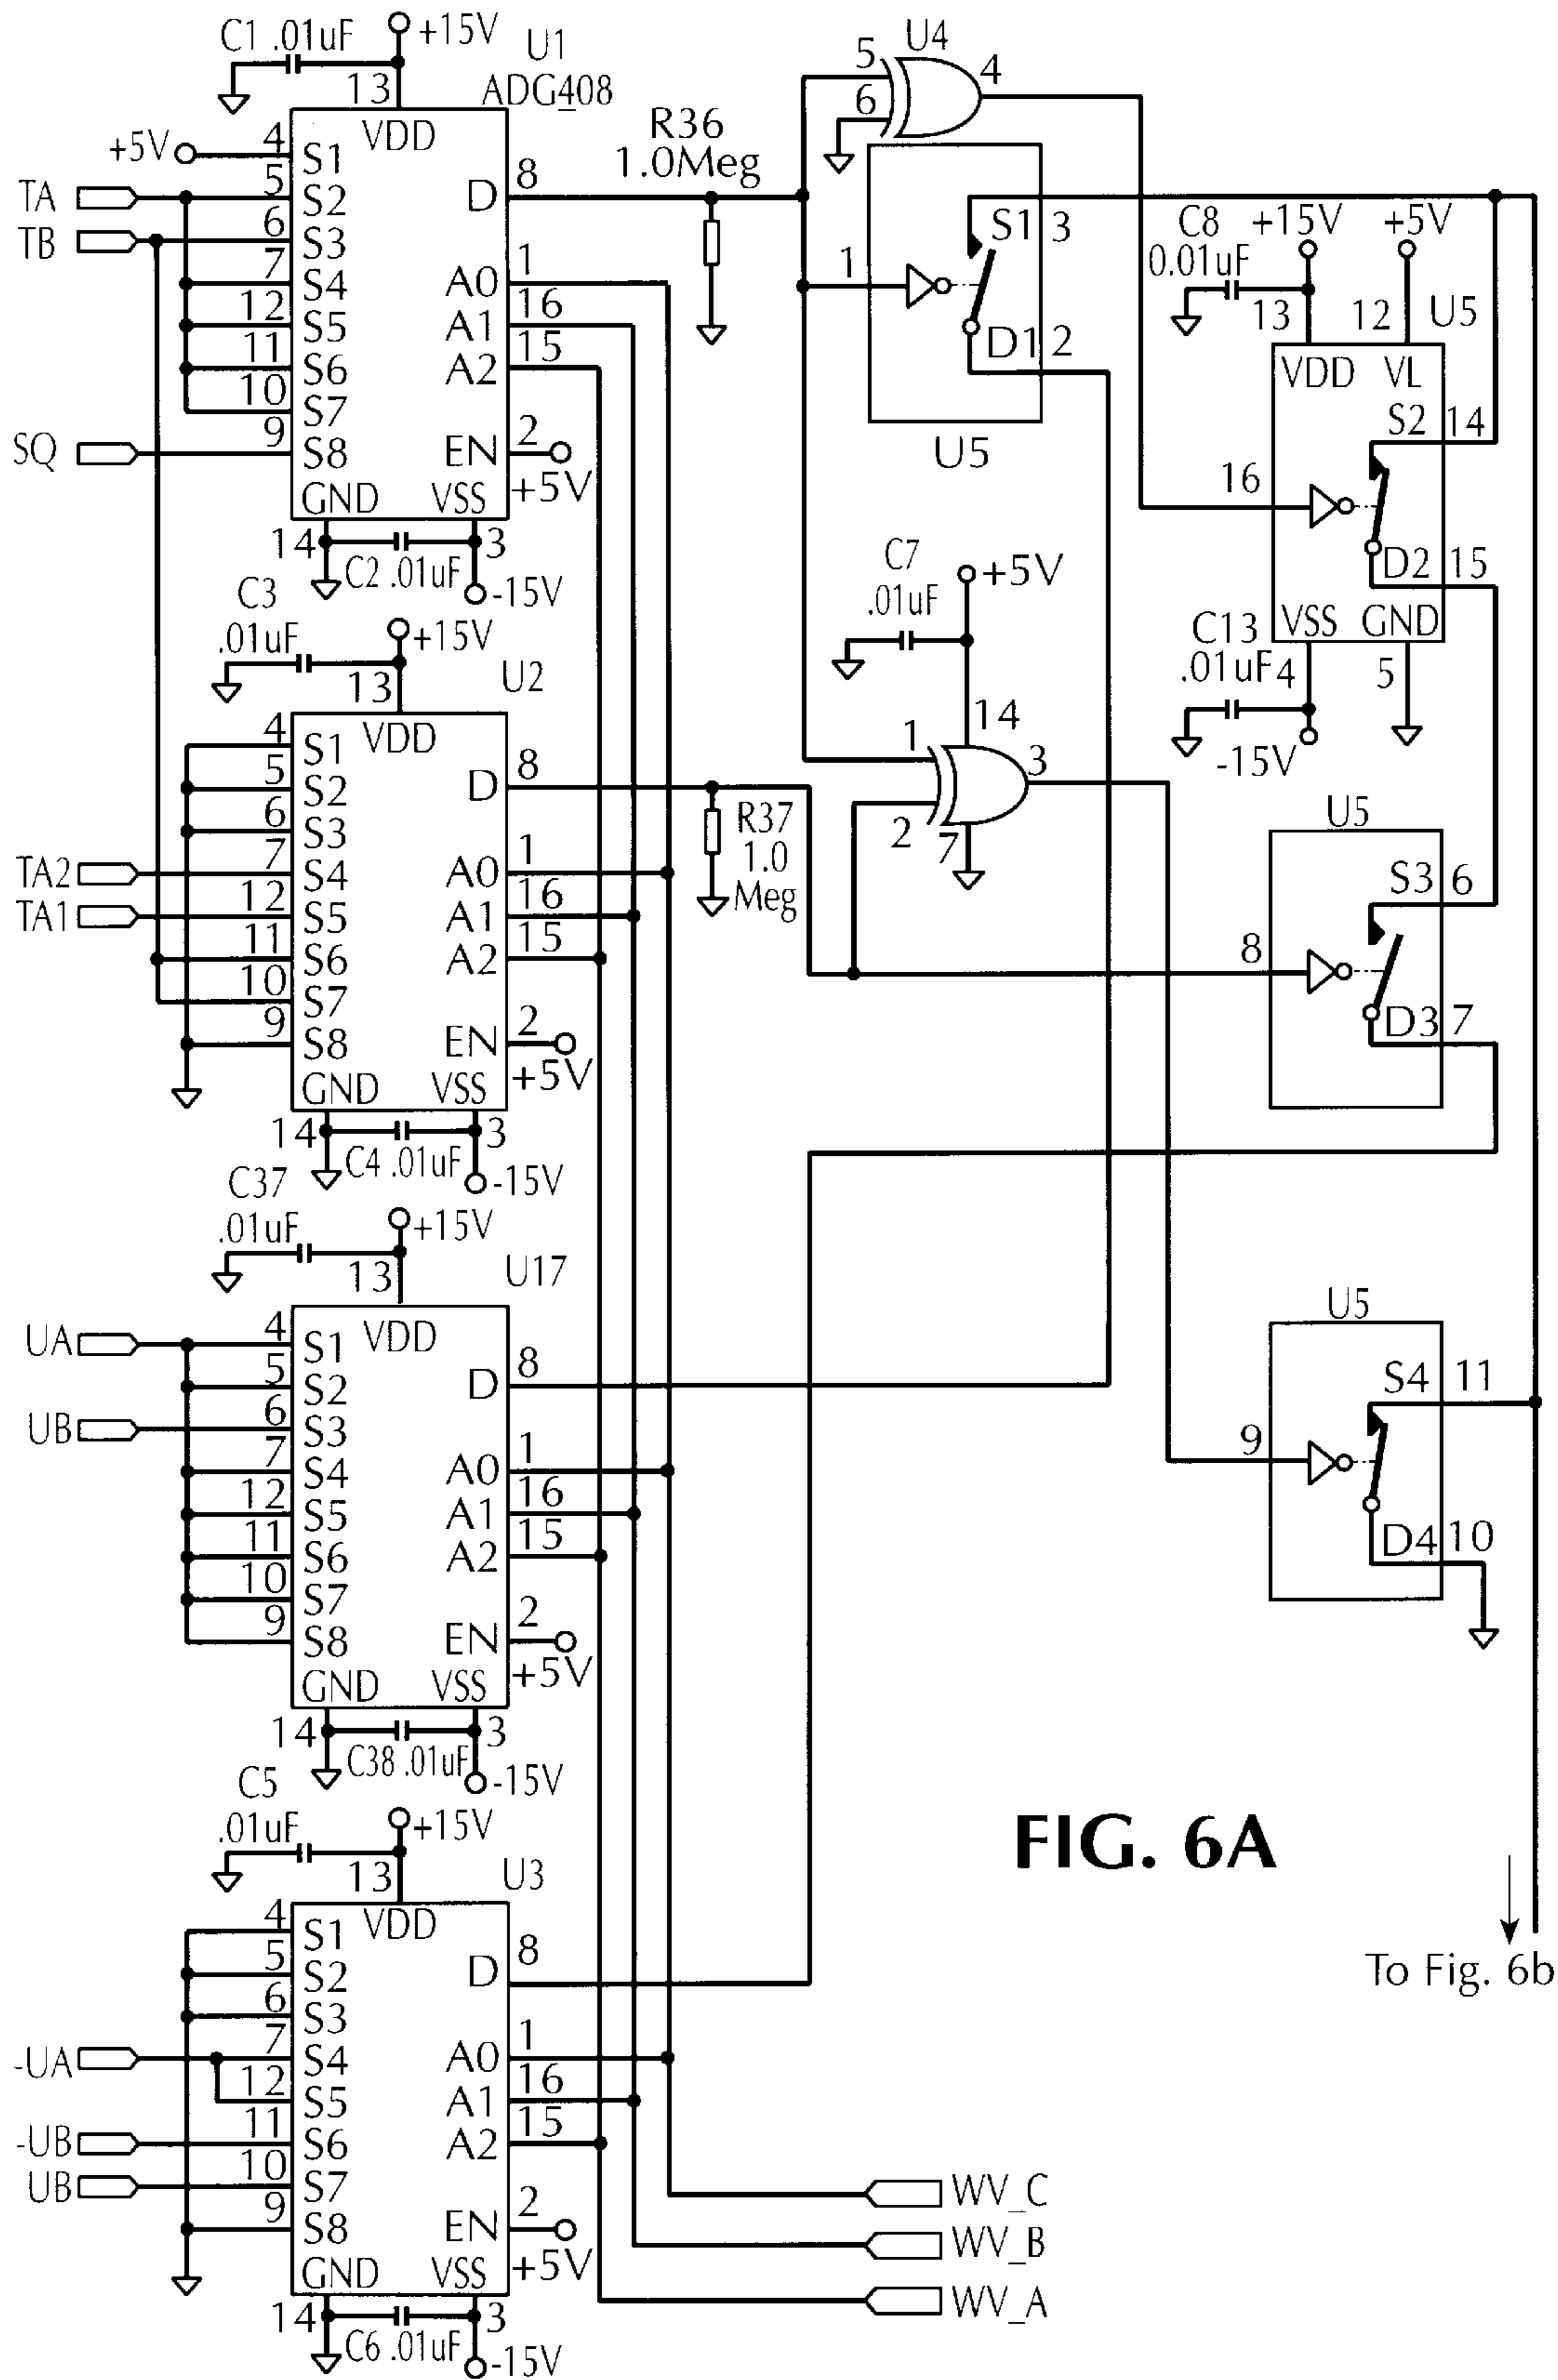 C1 .01uF
+15V
U1
ADG408
13
VDD
+5V
4 S1
TA
5 S2
TB
6 S3
7 S4
12 S5
11 S6
10 S7
SQ
9 S8
D 8
A0 1
A1 16
A2 15
EN 2
+5V
GND VSS
14
3
C2 .01uF
-15V
R36
1.0Meg
U4
5
6
4
S1 3
1
D1 2
U5
C8
0.01uF
+15V
+5V
13
12
U5
VDD VL
S2 14
16
D2 15
VSS GND
C13
.01uF
4
5
-15V
C3
.01uF
+15V
13
U2
VDD
4 S1
5 S2
6 S3
TA2
7 S4
TA1
12 S5
11 S6
10 S7
9 S8
D 8
A0 1
A1 16
A2 15
EN 2
+5V
GND VSS
14
3
C4 .01uF
-15V
R37
1.0
Meg
C7
.01uF
+5V
14
1
2
3
7
U5
S3 6
8
D3 7
C37
.01uF
+15V
13
U17
VDD
UA
4 S1
5 S2
UB
6 S3
7 S4
12 S5
11 S6
10 S7
9 S8
D 8
A0 1
A1 16
A2 15
EN 2
+5V
GND VSS
14
3
C38 .01uF
-15V
U5
S4 11
9
D4 10
C5
.01uF
+15V
13
U3
VDD
4 S1
5 S2
6 S3
-UA
7 S4
12 S5
-UB
11 S6
UB
10 S7
9 S8
D 8
A0 1
A1 16
A2 15
EN 2
+5V
GND VSS
14
3
C6 .01uF
-15V
WV_C
WV_B
WV_A
FIG. 6A
To Fig. 6b